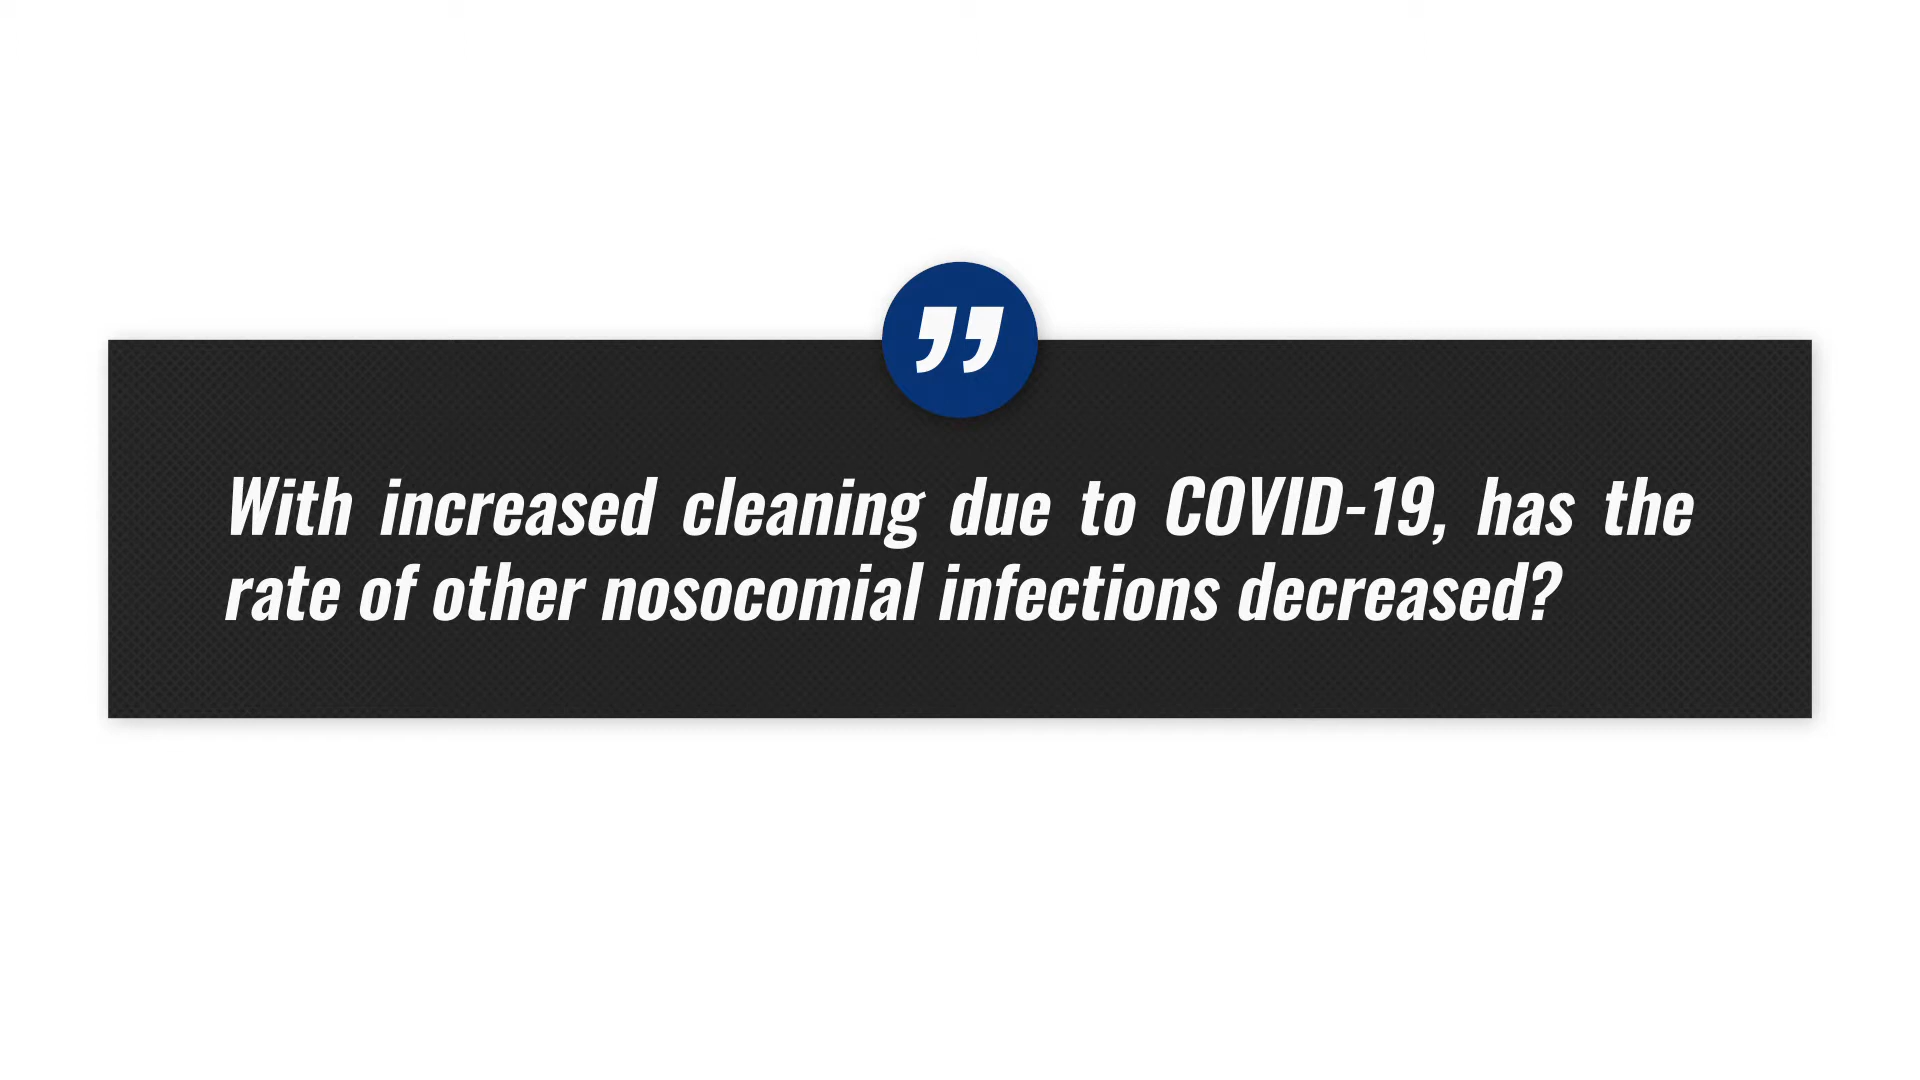 ”
With increased cleaning due to COVID-19, has the
rate of other nosocomial infections decreased?